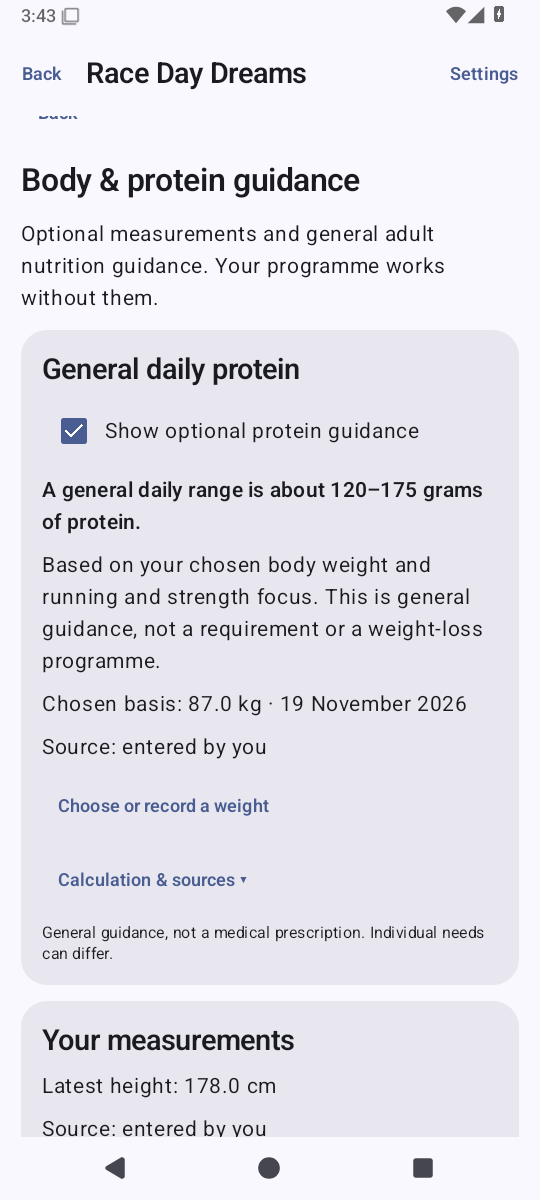 3:43
Back Race Day Dreams Settings
Back
Body & protein guidance
Optional measurements and general adult
nutrition guidance. Your programme works
without them.
General daily protein
Show optional protein guidance
A general daily range is about 120–175 grams
of protein.
Based on your chosen body weight and
running and strength focus. This is general
guidance, not a requirement or a weight-loss
programme.
Chosen basis: 87.0 kg · 19 November 2026
Source: entered by you
Choose or record a weight
Calculation & sources ▾
General guidance, not a medical prescription. Individual needs
can differ.
Your measurements
Latest height: 178.0 cm
Source: entered by you